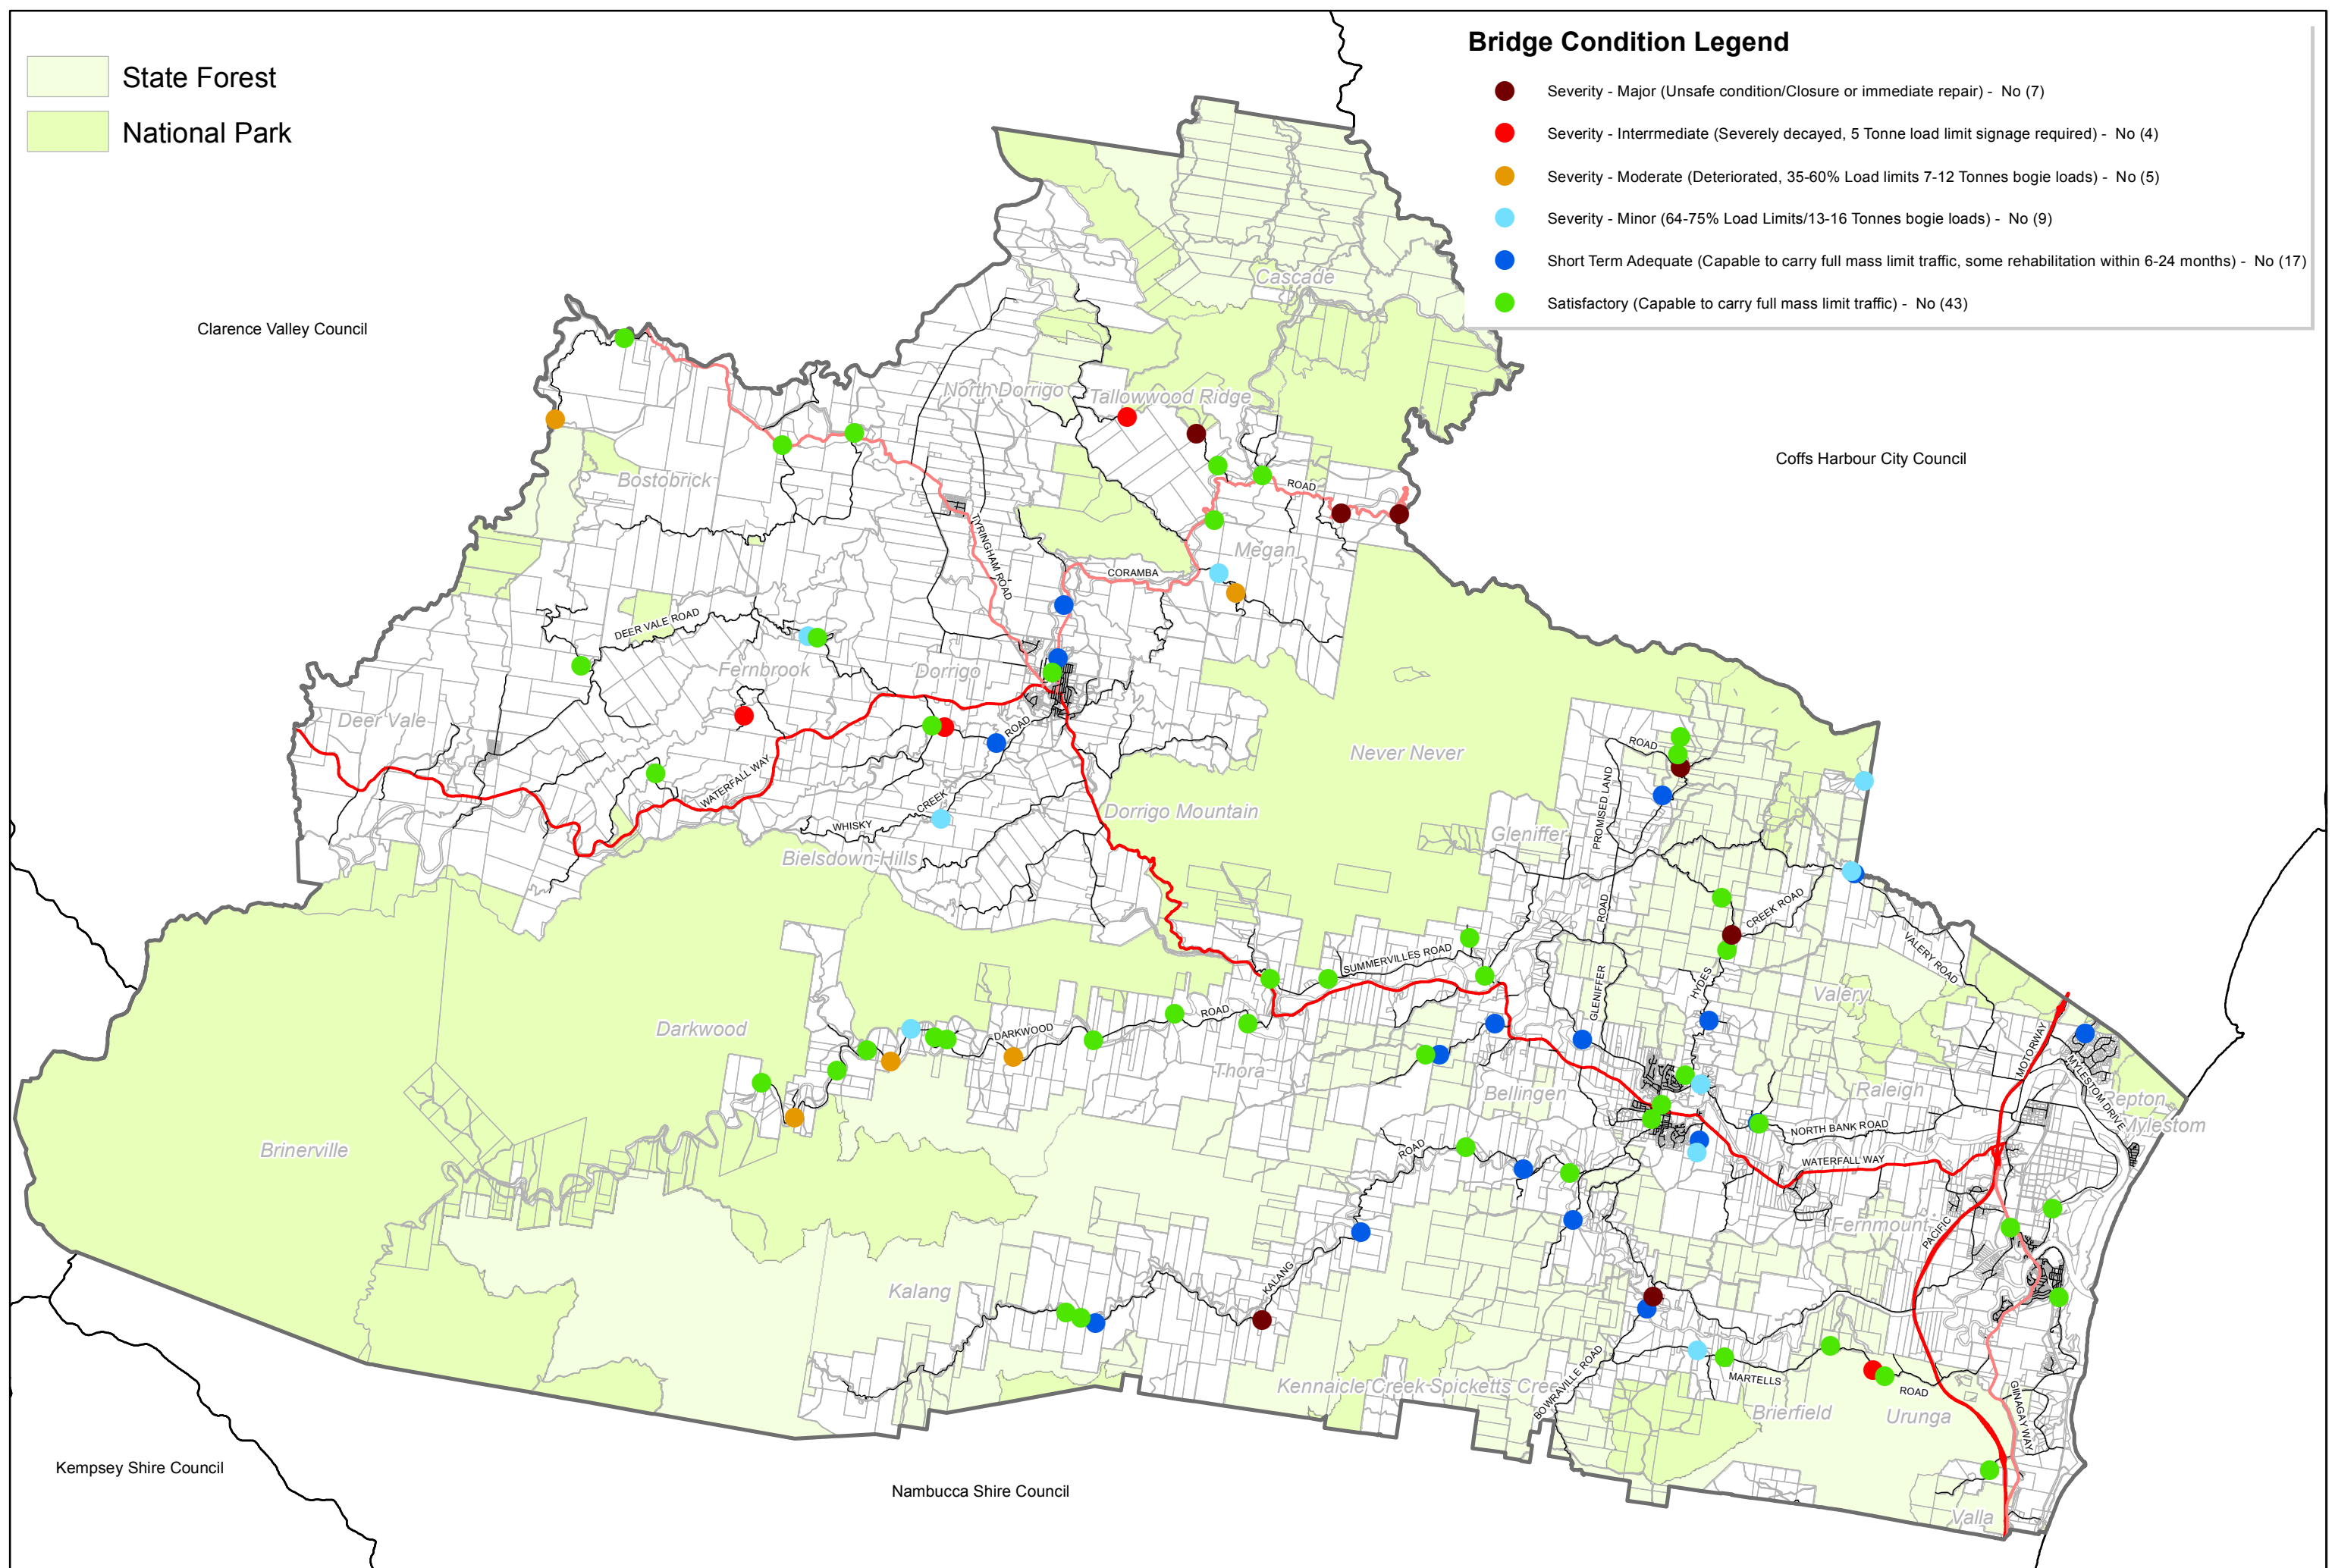 Bridge Condition Legend
State Forest
National Park
Severity - Major (Unsafe condition/Closure or immediate repair) - No (7)
Severity - Interrmediate (Severely decayed, 5 Tonne load limit signage required) - No (4)
Severity - Moderate (Deteriorated, 35-60% Load limits 7-12 Tonnes bogie loads) - No (5)
Severity - Minor (64-75% Load Limits/13-16 Tonnes bogie loads) - No (9)
Short Term Adequate (Capable to carry full mass limit traffic, some rehabilitation within 6-24 months) - No (17)
Satisfactory (Capable to carry full mass limit traffic) - No (43)
Cascade
Clarence Valley Council
North Dorrigo
Tallowwood Ridge
Coffs Harbour City Council
Bostobrick
ROAD
TYRINGHAM ROAD
Megan
CORAMBA
DEER VALE ROAD
Fernbrook
Dorrigo
Deer Vale
ROAD
WATERFALL WAY
Never Never
ROAD
PROMISED LAND
CREEK
WHISKY
Dorrigo Mountain
Gleniffer
Bielsdown Hills
ROAD
CREEK ROAD
VALERY ROAD
SUMMERVILLES ROAD
GLENIFFER
HYDES
Valery
Darkwood
DARKWOOD
ROAD
MOTORWAY
MYLESTOM DRIVE
Thora
Bellingen
Raleigh
Repton
Mylestom
NORTH BANK ROAD
Brinerville
ROAD
WATERFALL WAY
Fernmount
PACIFIC
Kalang
KALANG
Kennaicle Creek
Spicketts Creek
BOWRAVILLE ROAD
MARTELLS
ROAD
Brierfield
Urunga
GIINAGAY WAY
Kempsey Shire Council
Nambucca Shire Council
Valla